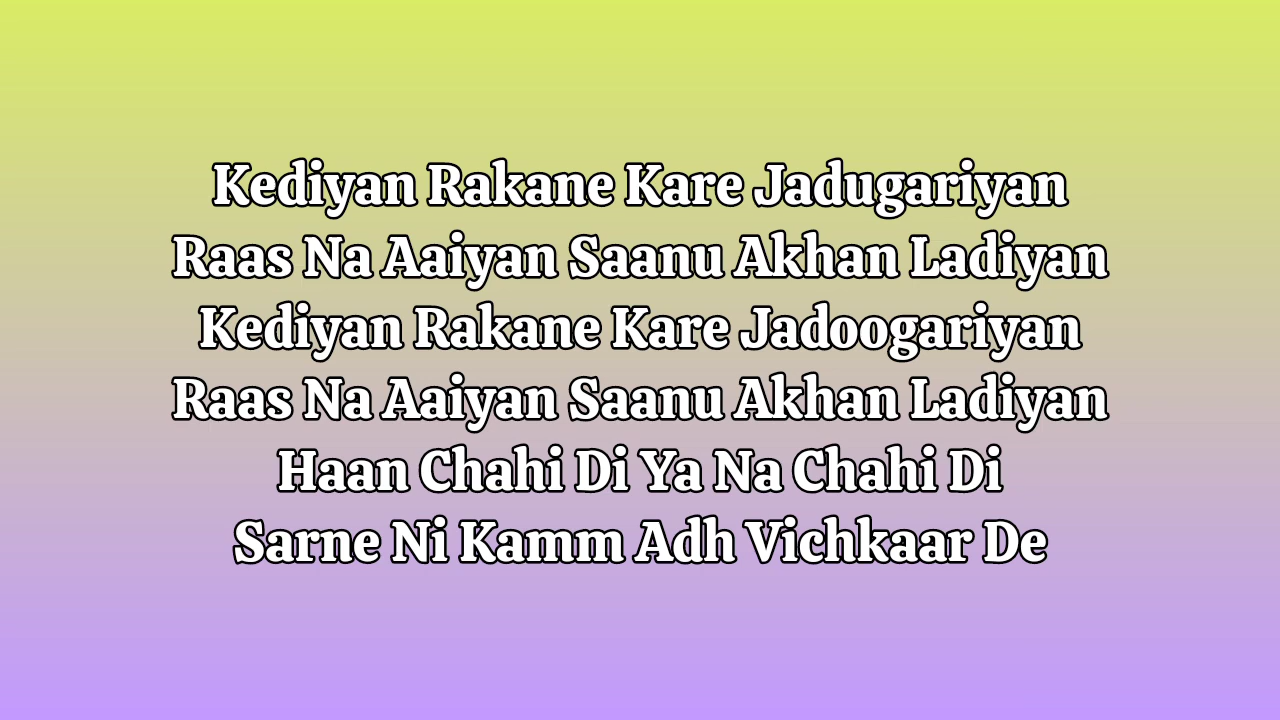 Kediyan Rakane Kare Jadugariyan
Raas Na Aaiyan Saanu Akhan Ladiyan
Kediyan Rakane Kare Jadoogariyan
Raas Na Aaiyan Saanu Akhan Ladiyan
Haan Chahi Di Ya Na Chahi Di
Sarne Ni Kamm Adh Vichkaar De